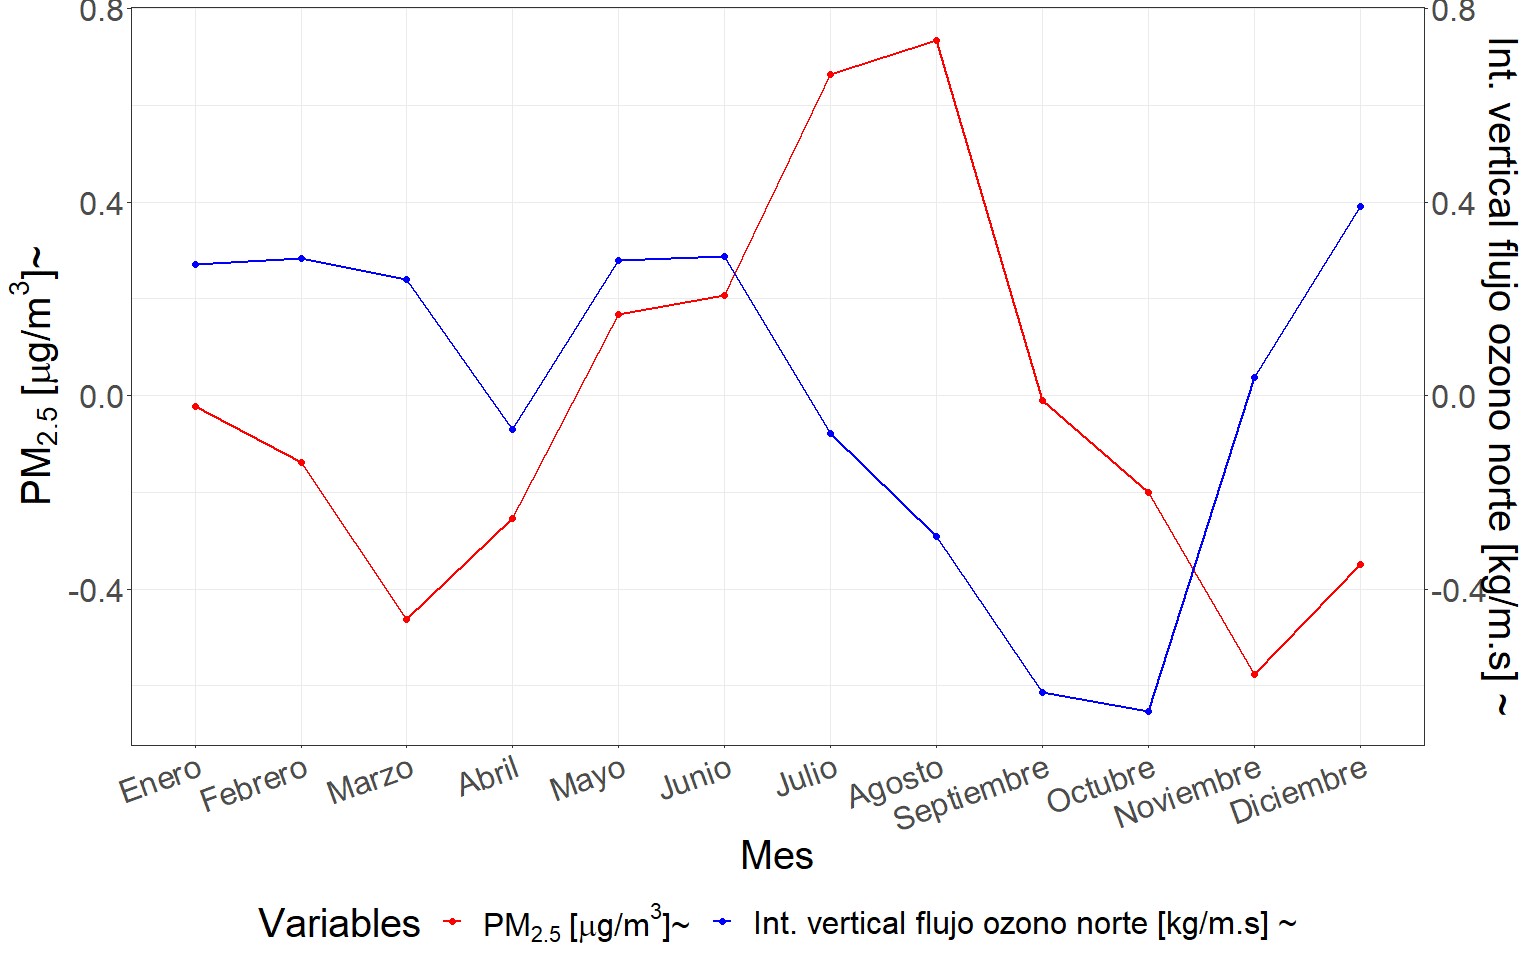 0.8
0.4
0.0
-0.4
PM2.5 [μg/m3]~
0.8
0.4
0.0
-0.4
Int. vertical flujo ozono norte [kg/m.s] ~
Enero
Febrero
Marzo
Abril
Mayo
Junio
Julio
Agosto
Septiembre
Octubre
Noviembre
Diciembre
Mes
Variables PM2.5 [μg/m3]~ Int. vertical flujo ozono norte [kg/m.s] ~